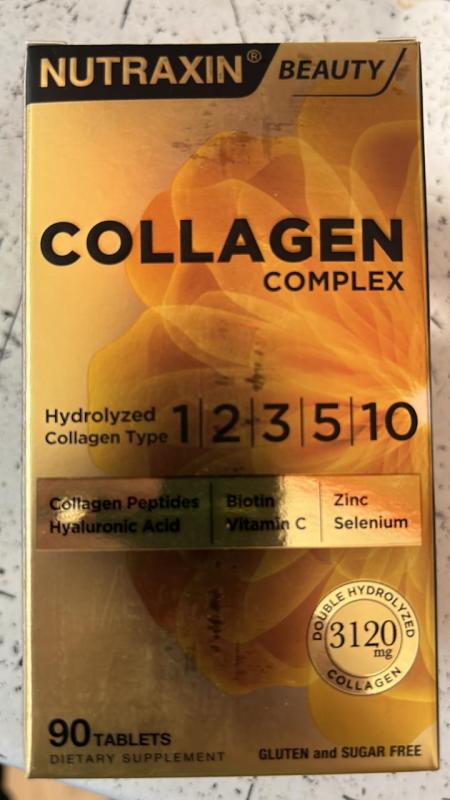 NUTRAXIN® BEAUTY
COLLAGEN
COMPLEX
Hydrolyzed
Collagen Type 1|2|3|5|10
Collagen Peptides
Hyaluronic Acid
Biotin
Vitamin C
Zinc
Selenium
DOUBLE HYDROLYZED
3120
mg
COLLAGEN
90 TABLETS
DIETARY SUPPLEMENT
GLUTEN and SUGAR FREE